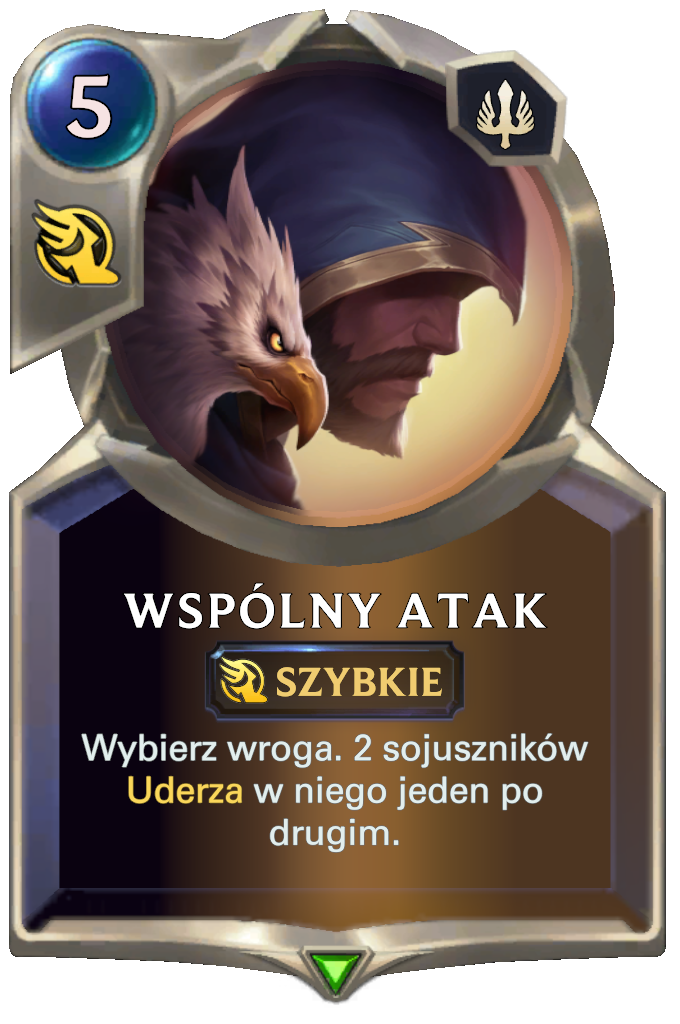 5
WSPÓLNY ATAK
SZYBKIE
Wybierz wroga. 2 sojuszników
Uderza w niego jeden po
drugim.